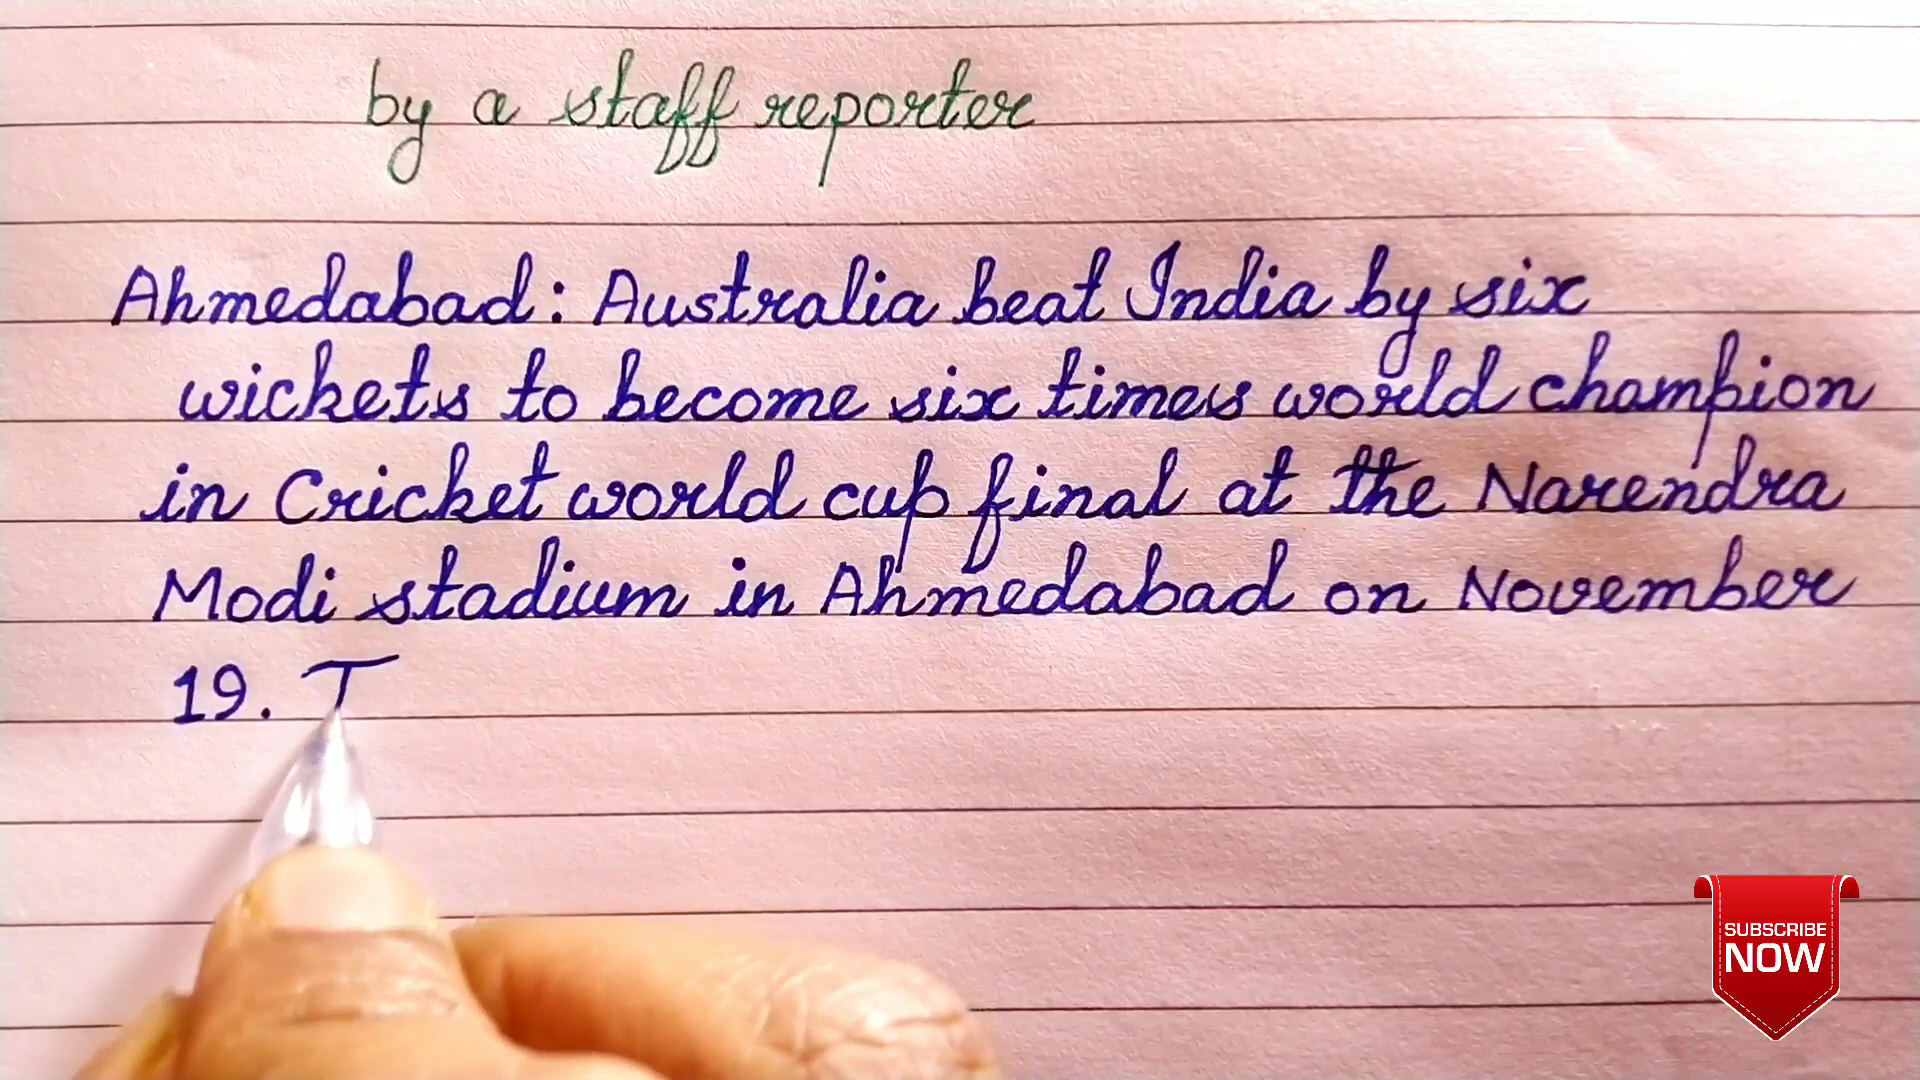 by a staff reporter
Ahmedabad: Australia beat India by six
wickets to become six times world champion
in Cricket world cup final at the Narendra
Modi stadium in Ahmedabad on November
19. T
SUBSCRIBE
NOW